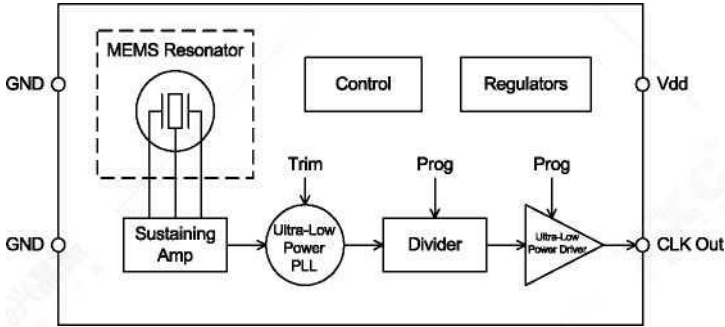 MEMS Resonator
GND
Control
Regulators
Vdd
Trim
Prog
Prog
GND
Sustaining
Amp
Ultra-Low
Power
PLL
Divider
Ultra-Low
Power Driver
CLK Out